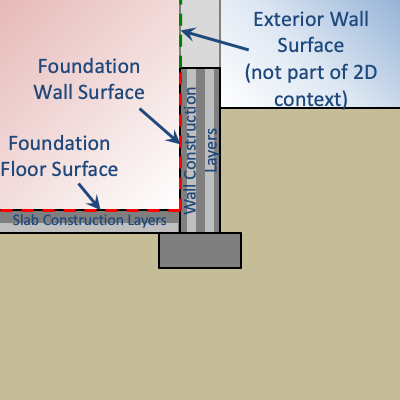 Exterior Wall
Surface
(not part of 2D
context)
Foundation
Wall Surface
Foundation
Floor Surface
Wall Construction
Layers
Slab Construction Layers